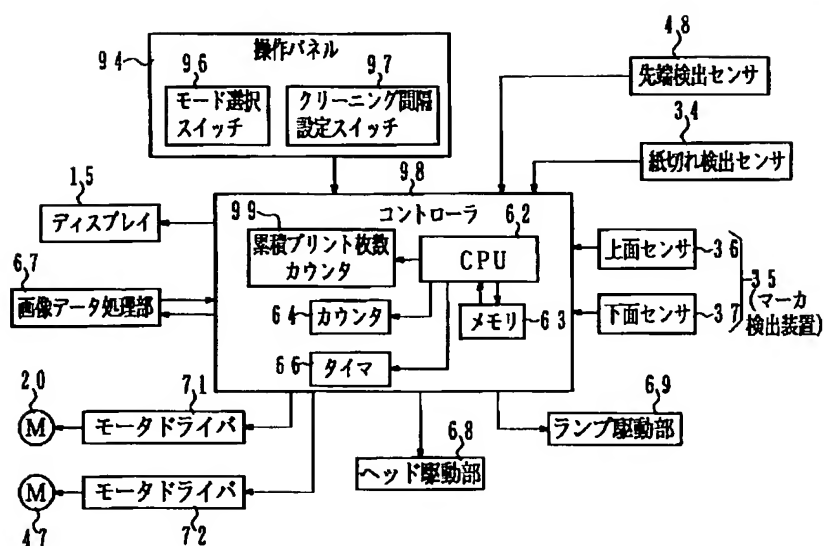 94
操作パネル
96
モード選択
スイッチ
97
クリーニング間隔
設定スイッチ
48
先端検出センサ
34
紙切れ検出センサ
98
コントローラ
15
ディスプレイ
99
累積プリント枚数
カウンタ
62
CPU
上面センサ
36
35
(マーカ
検出装置)
67
画像データ処理部
64
カウンタ
メモリ
63
下面センサ
37
66
タイマ
20
M
71
モータドライバ
69
ランプ駆動部
68
ヘッド駆動部
M
47
モータドライバ
72